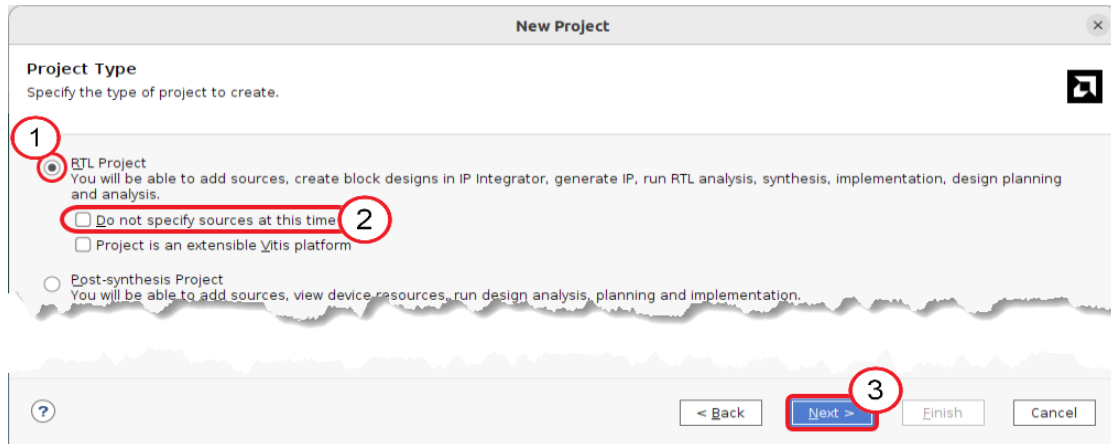 New Project
Project Type
Specify the type of project to create.
1
RTL Project
You will be able to add sources, create block designs in IP Integrator, generate IP, run RTL analysis, synthesis, implementation, design planning
and analysis.
Do not specify sources at this time
2
Project is an extensible Vitis platform
Post-synthesis Project
You will be able to add sources, view device resources, run design analysis, planning and implementation.
3
?
< Back
Next >
Finish
Cancel